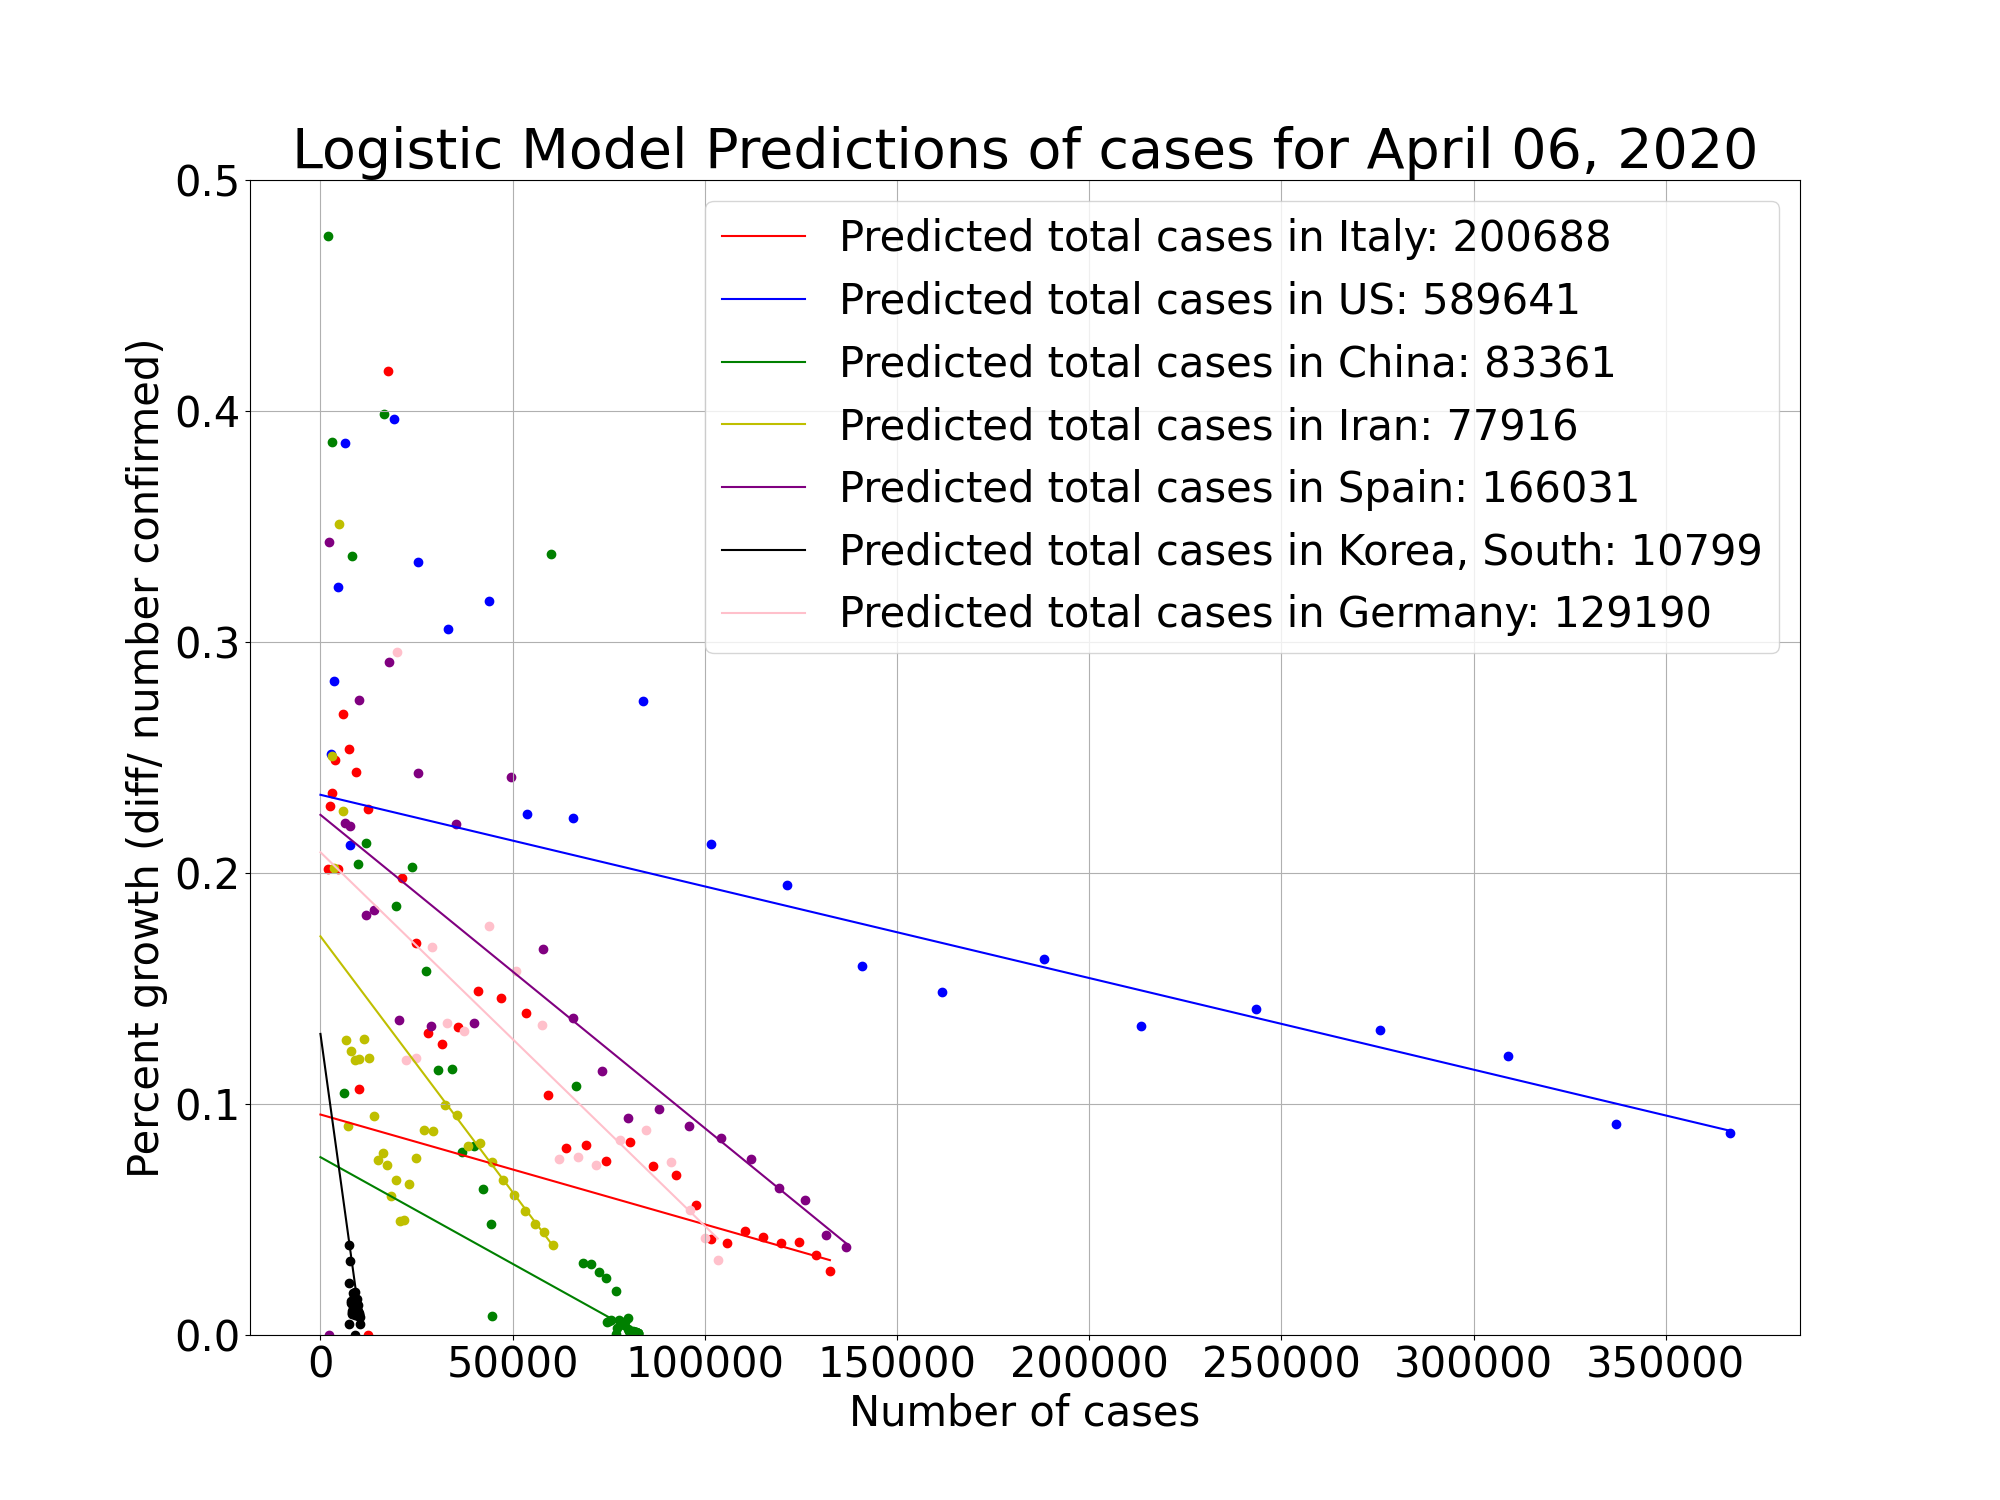 Logistic Model Predictions of cases for April 06, 2020
0.5
0.4
0.3
0.2
0.1
0.0
Percent growth (diff/ number confirmed)
Predicted total cases in Italy: 200688
Predicted total cases in US: 589641
Predicted total cases in China: 83361
Predicted total cases in Iran: 77916
Predicted total cases in Spain: 166031
Predicted total cases in Korea, South: 10799
Predicted total cases in Germany: 129190
0 50000 100000 150000 200000 250000 300000 350000
Number of cases